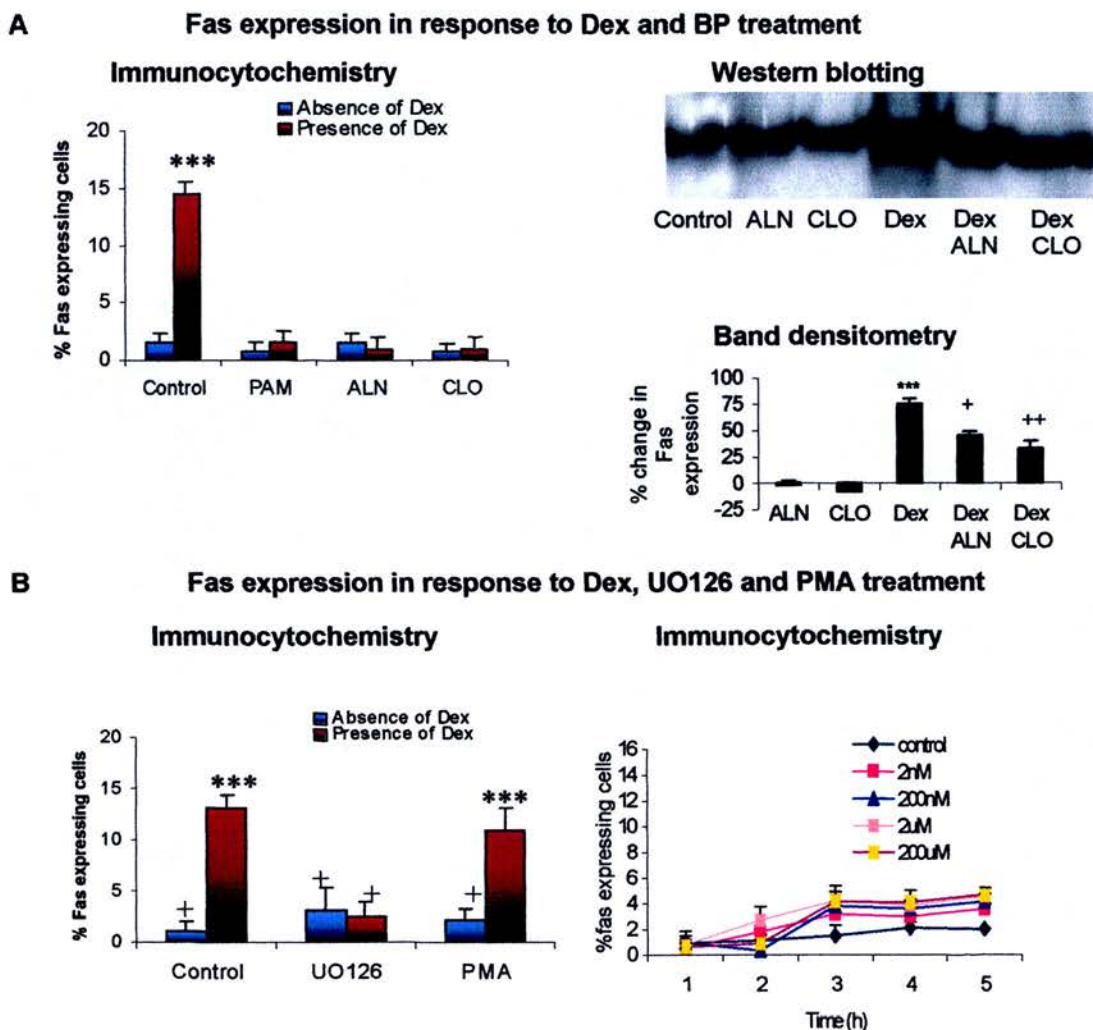 A Fas expression in response to Dex and BP treatment
Immunocytochemistry
Absence of Dex
Presence of Dex
% Fas expressing cells
20
15
10
5
0
***
Control PAM ALN CLO
Western blotting
Control ALN CLO Dex Dex Dex
ALN CLO
Band densitometry
% change in
Fas
expression
100
75
50
25
0
-25
*** + ++
ALN CLO Dex Dex Dex
ALN CLO
B Fas expression in response to Dex, UO126 and PMA treatment
Immunocytochemistry
Absence of Dex
Presence of Dex
% Fas expressing cells
20
15
10
5
0
+ *** + + + ***
Control UO126 PMA
Immunocytochemistry
%fas expressing cells
16
14
12
10
8
6
4
2
0
control
2nM
200nM
2uM
200uM
1 2 3 4 5
Time (h)